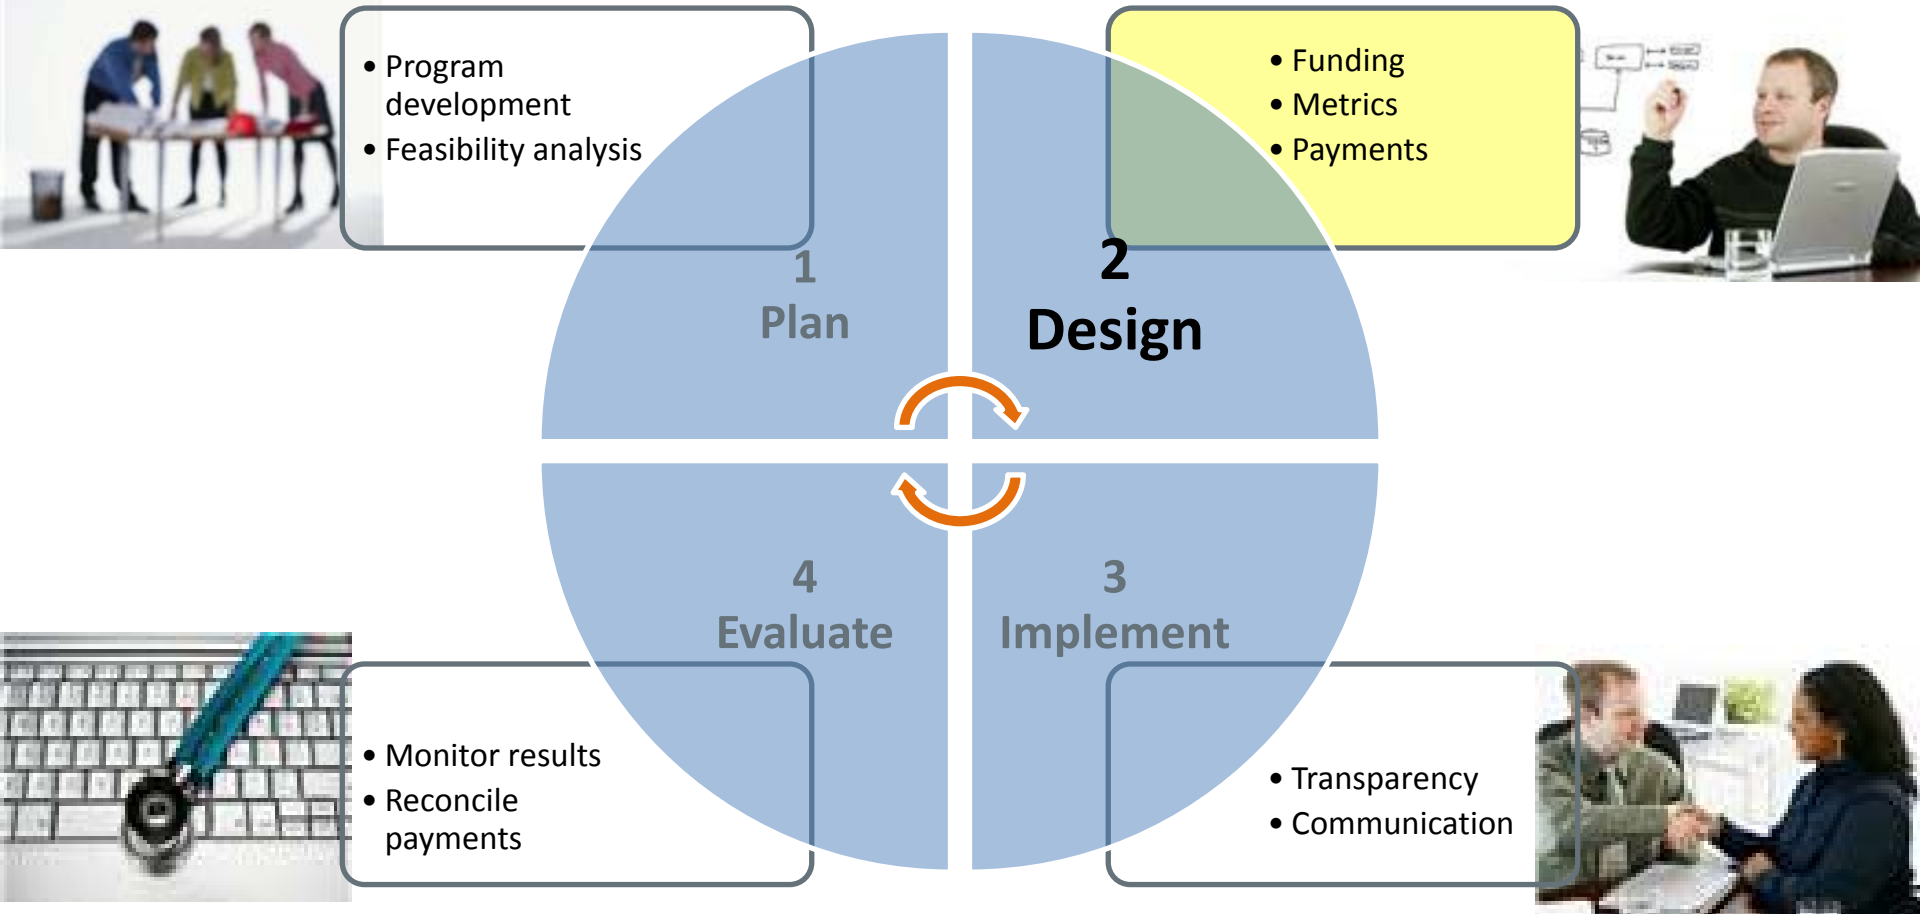 • Program
development
• Feasibility analysis
1
Plan
• Funding
• Metrics
• Payments
2
Design
4
Evaluate
• Monitor results
• Reconcile
payments
3
Implement
• Transparency
• Communication